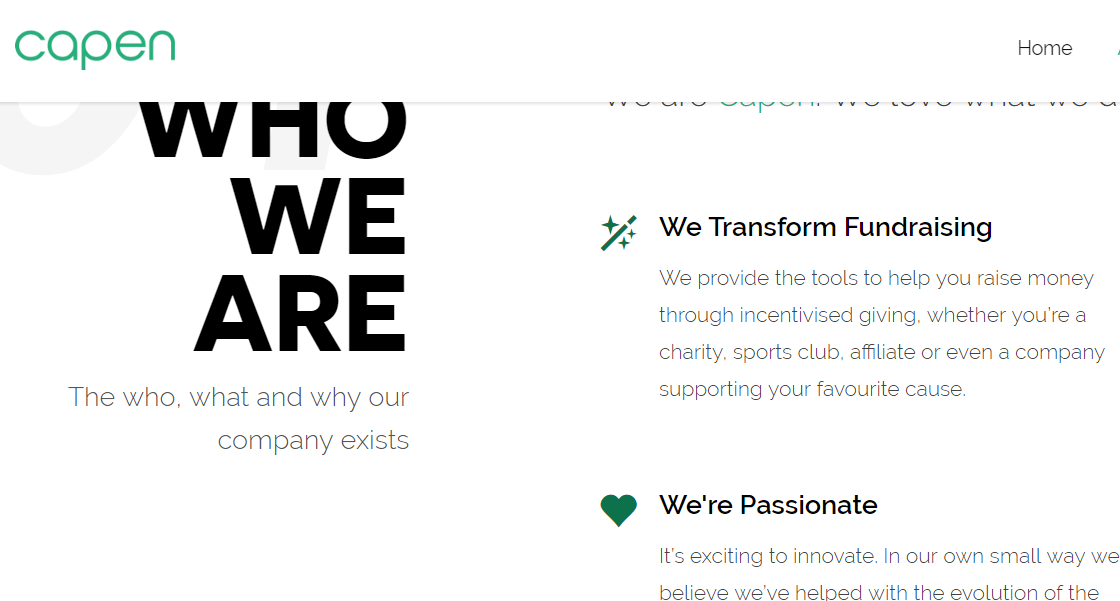 capen
Home
WHO
WE
ARE
The who, what and why our
company exists
We are Capen. We love what we
We Transform Fundraising
We provide the tools to help you raise money
through incentivised giving, whether you're a
charity, sports club, affiliate or even a company
supporting your favourite cause.
We're Passionate
It's exciting to innovate. In our own small way we
believe we've helped with the evolution of the